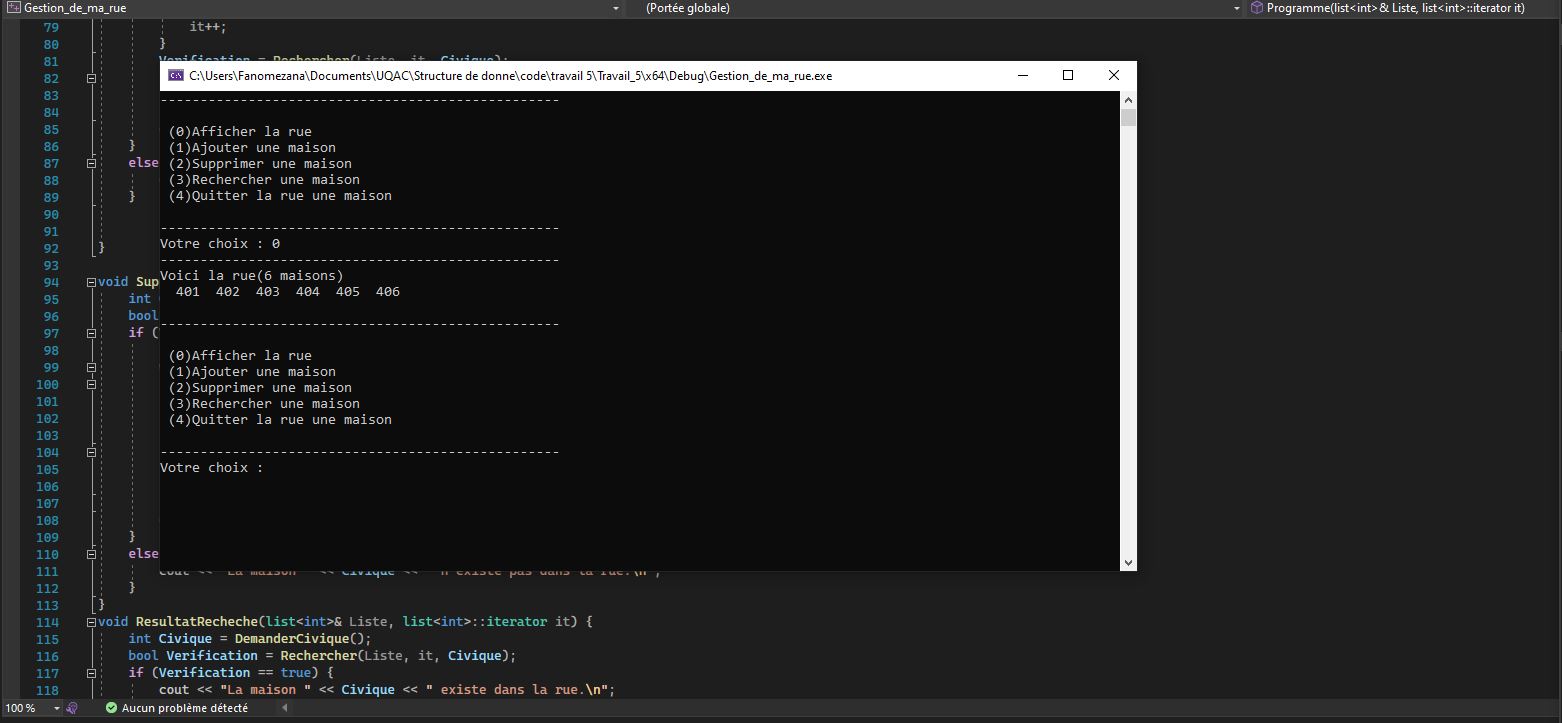 Gestion_de_ma_rue (Portée globale) Programme(list<int>& Liste, list<int>::iterator it)
79 it++;
80 }
81 Verification = Rechercher(Liste, it, Civique);
C:\Users\Fanomezana\Documents\UQAC\Structure de donne\code\travail 5\Travail_5\x64\Debug\Gestion_de_ma_rue.exe
--------------------------------------------------
(0)Afficher la rue
(1)Ajouter une maison
(2)Supprimer une maison
(3)Rechercher une maison
(4)Quitter la rue une maison
--------------------------------------------------
Votre choix : 0
--------------------------------------------------
Voici la rue(6 maisons)
401 402 403 404 405 406
--------------------------------------------------
(0)Afficher la rue
(1)Ajouter une maison
(2)Supprimer une maison
(3)Rechercher une maison
(4)Quitter la rue une maison
--------------------------------------------------
Votre choix :
82
83
84
85
86 }
87 else
88
89 }
90
91
92 }
93
94 void Sup
95 int
96 bool
97 if (
98
99
100
101
102
103
104
105
106
107
108
109 }
110 else
111 cout << "La maison " << Civique << " n'existe pas dans la rue.\n";
112 }
113 }
114 void ResultatRecheche(list<int>& Liste, list<int>::iterator it) {
115 int Civique = DemanderCivique();
116 bool Verification = Rechercher(Liste, it, Civique);
117 if (Verification == true) {
118 cout << "La maison " << Civique << " existe dans la rue.\n";
100 % Aucun problème détecté